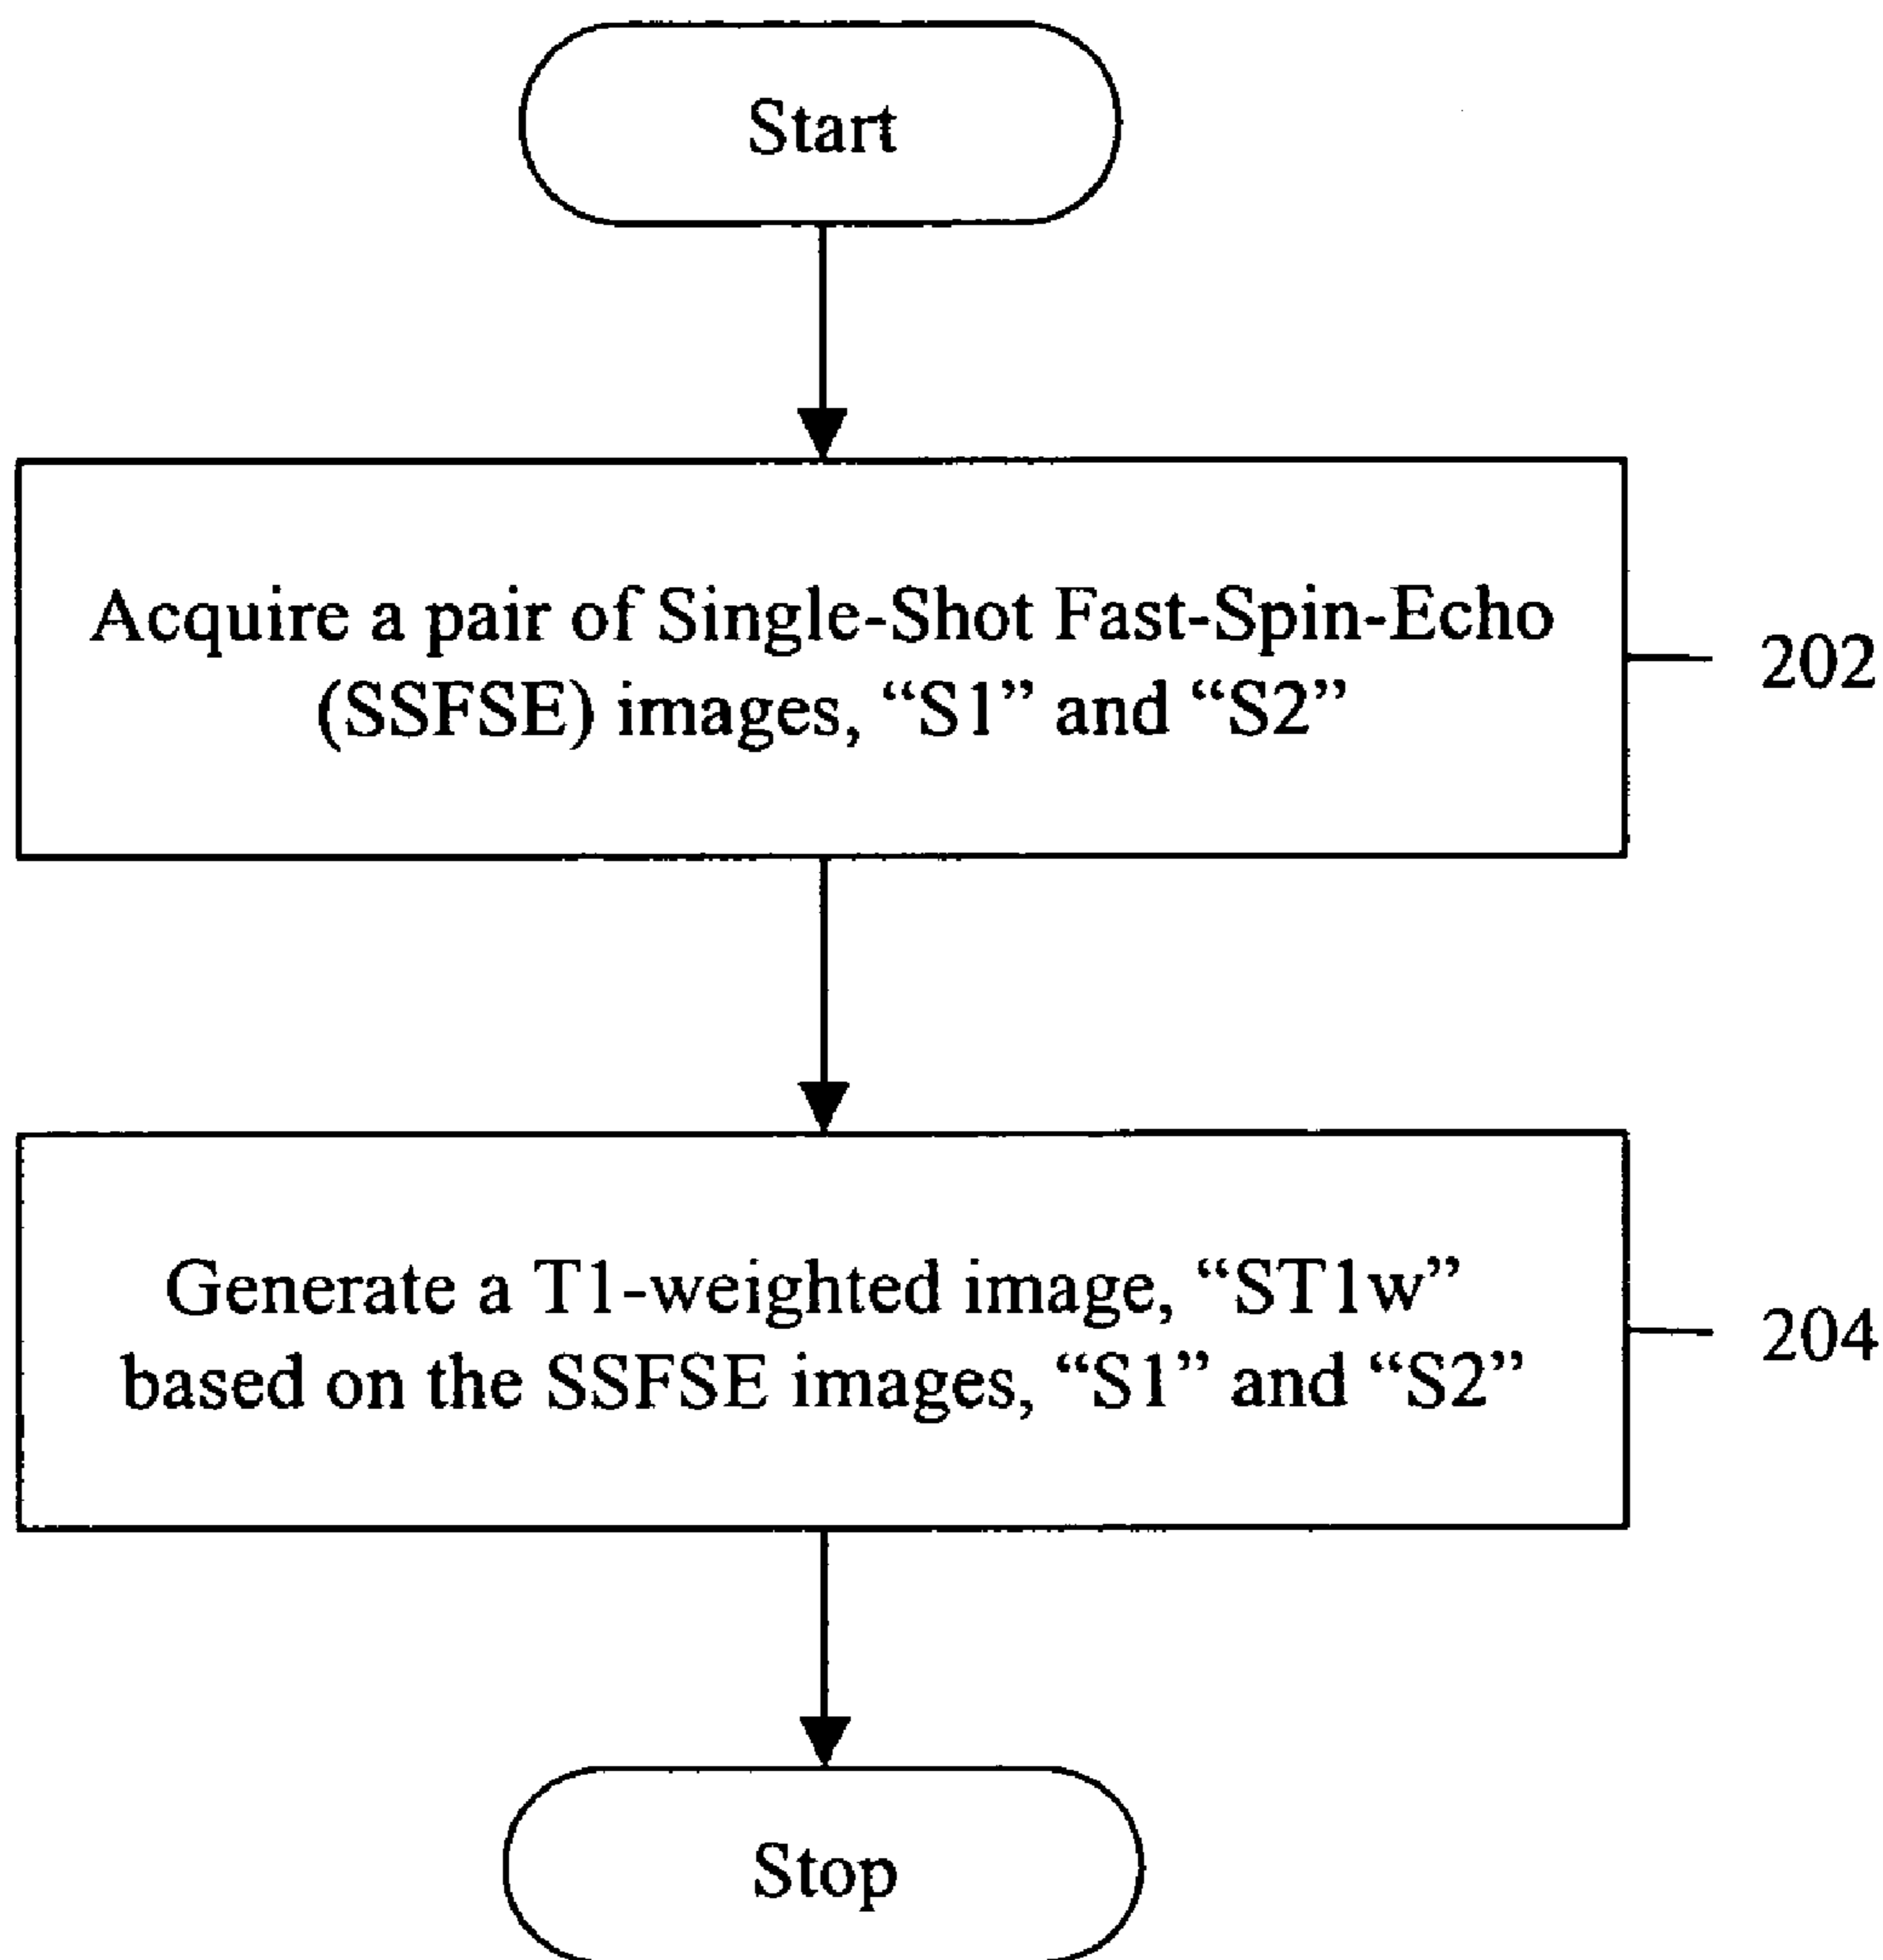 Start
Acquire a pair of Single-Shot Fast-Spin-Echo
(SSFSE) images, “S1” and “S2”
202
Generate a T1-weighted image, “ST1w”
based on the SSFSE images, “S1” and “S2”
204
Stop